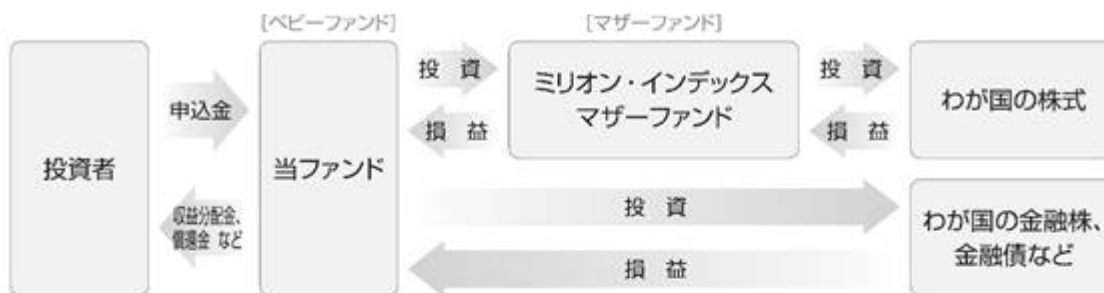 [ベビーファンド]
[マザーファンド]
投資者
申込金
収益分配金、
償還金 など
当ファンド
投 資
損 益
ミリオン・インデックス
マザーファンド
投 資
損 益
わが国の株式
投 資
損 益
わが国の金融株、
金融債など